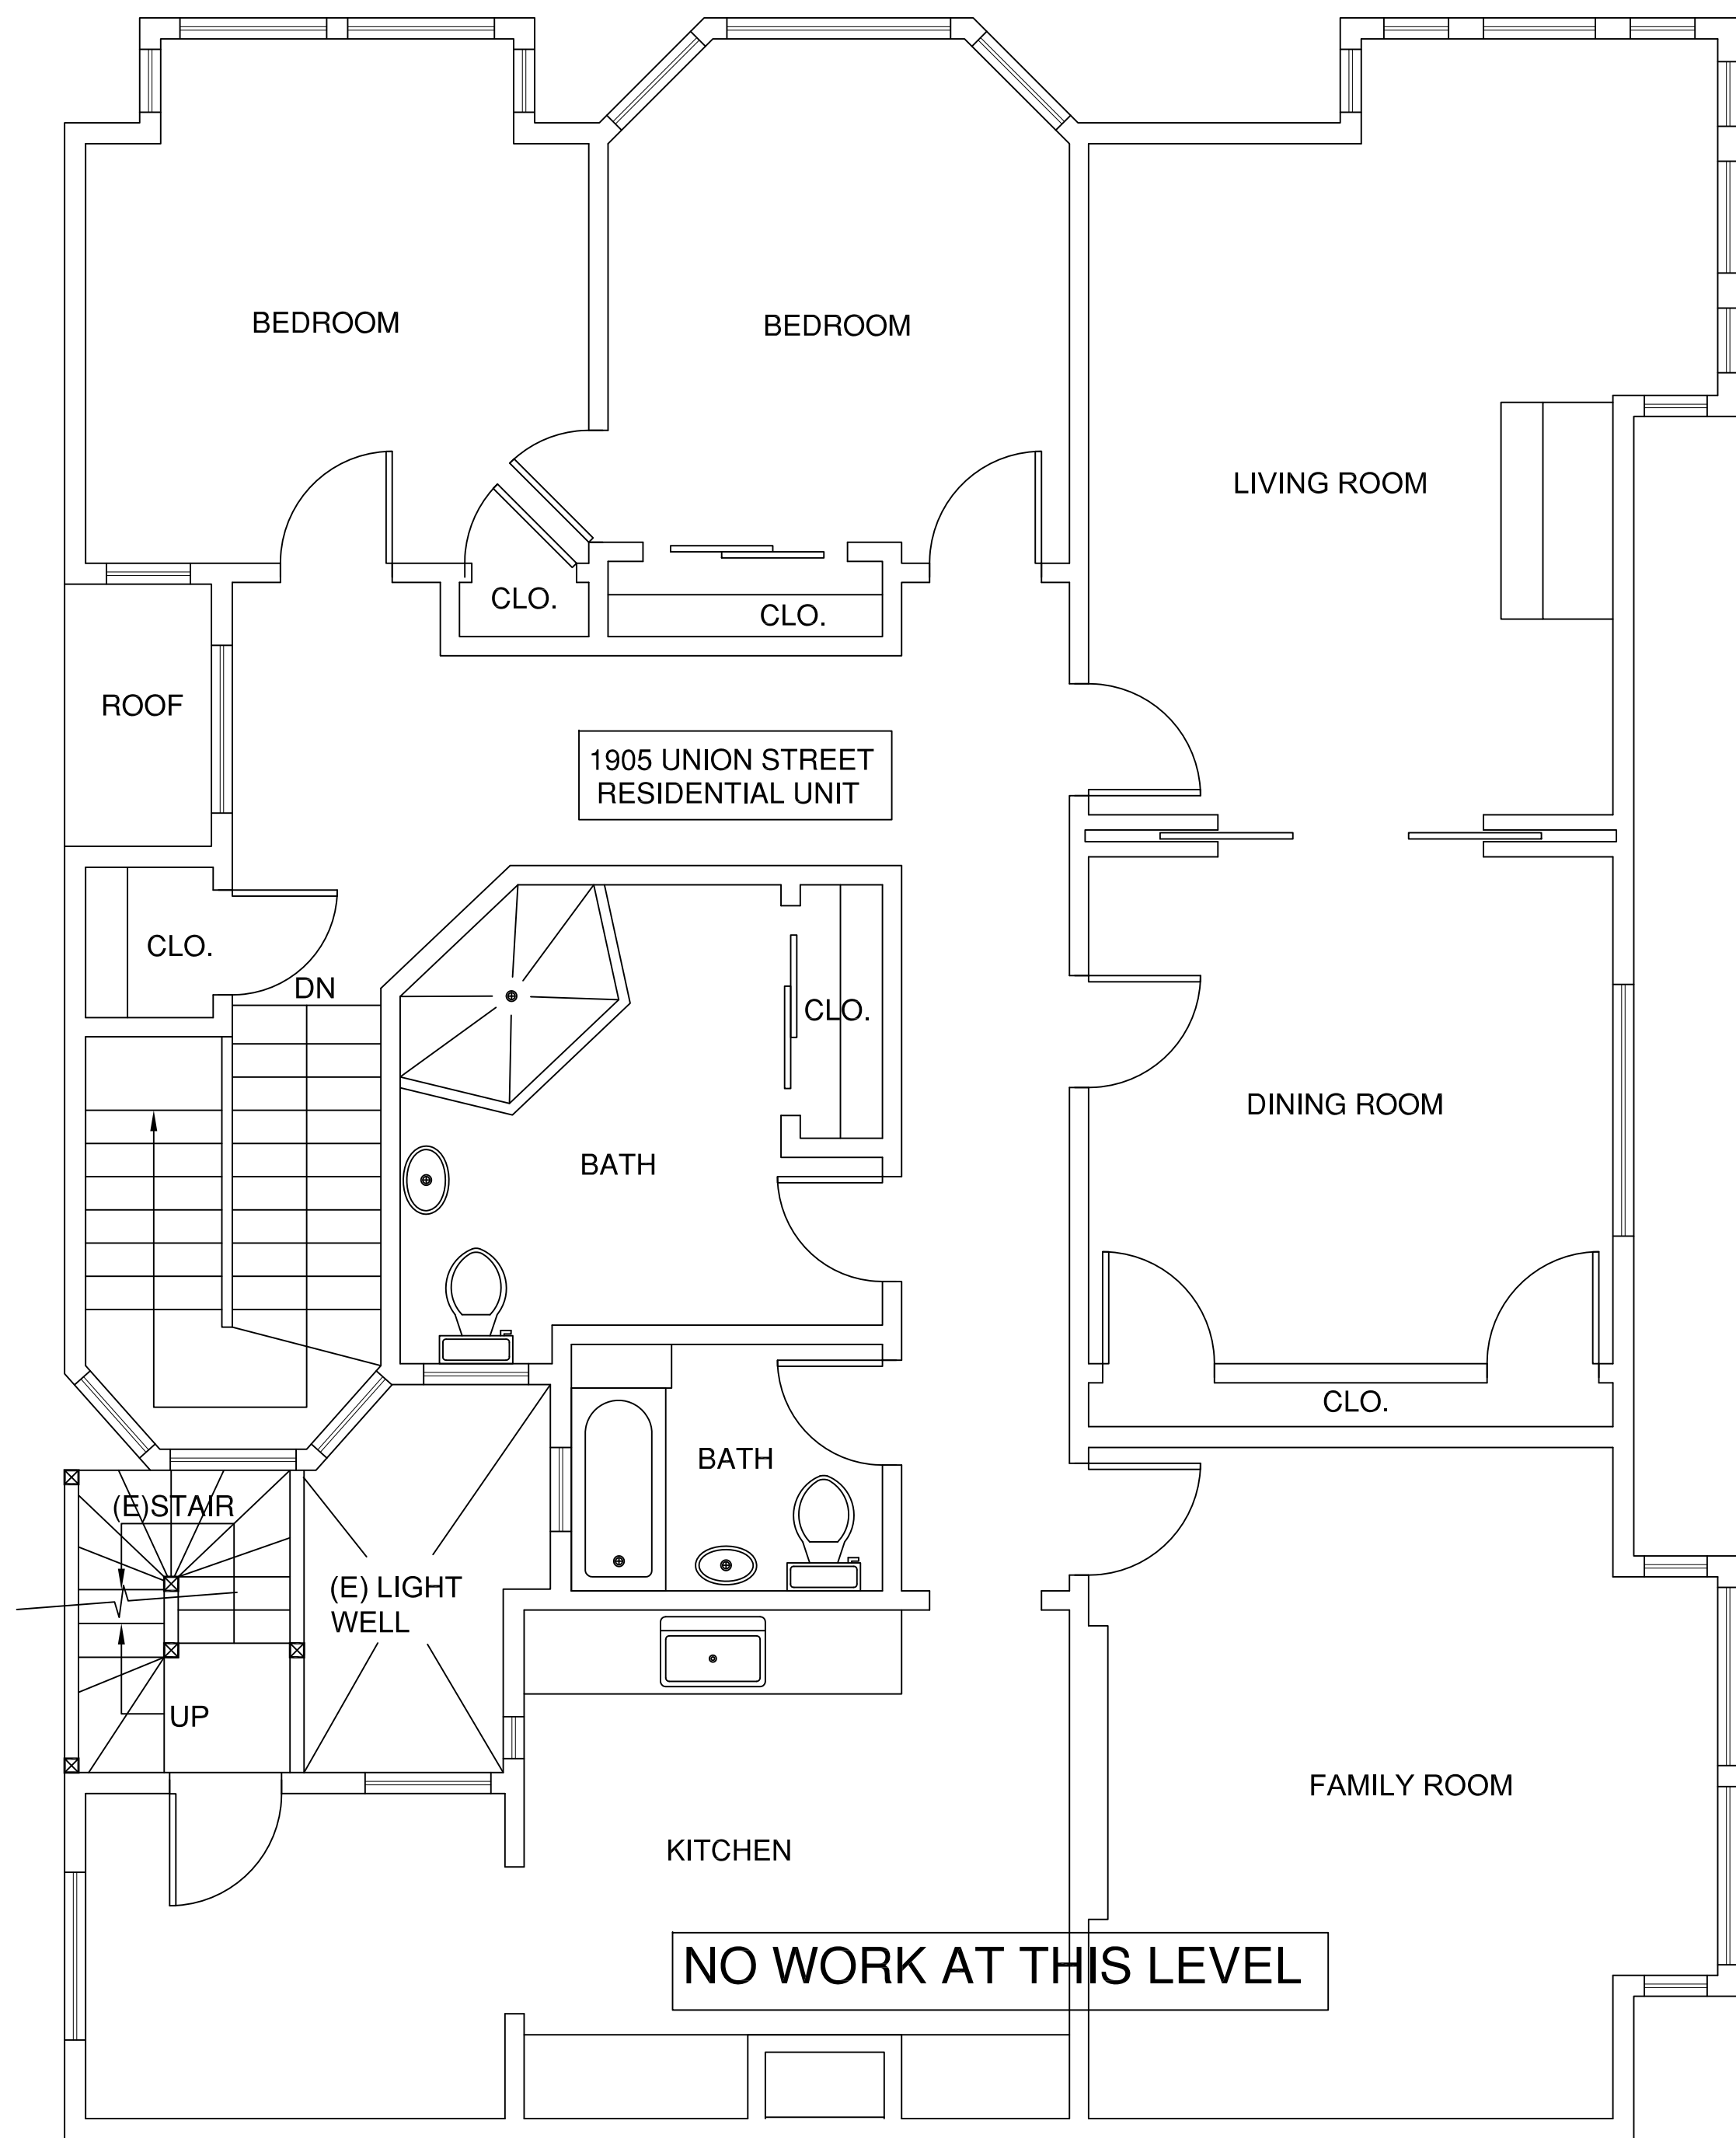 BEDROOM
BEDROOM
LIVING ROOM
CLO.
CLO.
ROOF
1905 UNION STREET
RESIDENTIAL UNIT
CLO.
DN
CLO.
DINING ROOM
BATH
CLO.
BATH
(E)STAIR
(E) LIGHT
WELL
UP
FAMILY ROOM
KITCHEN
NO WORK AT THIS LEVEL